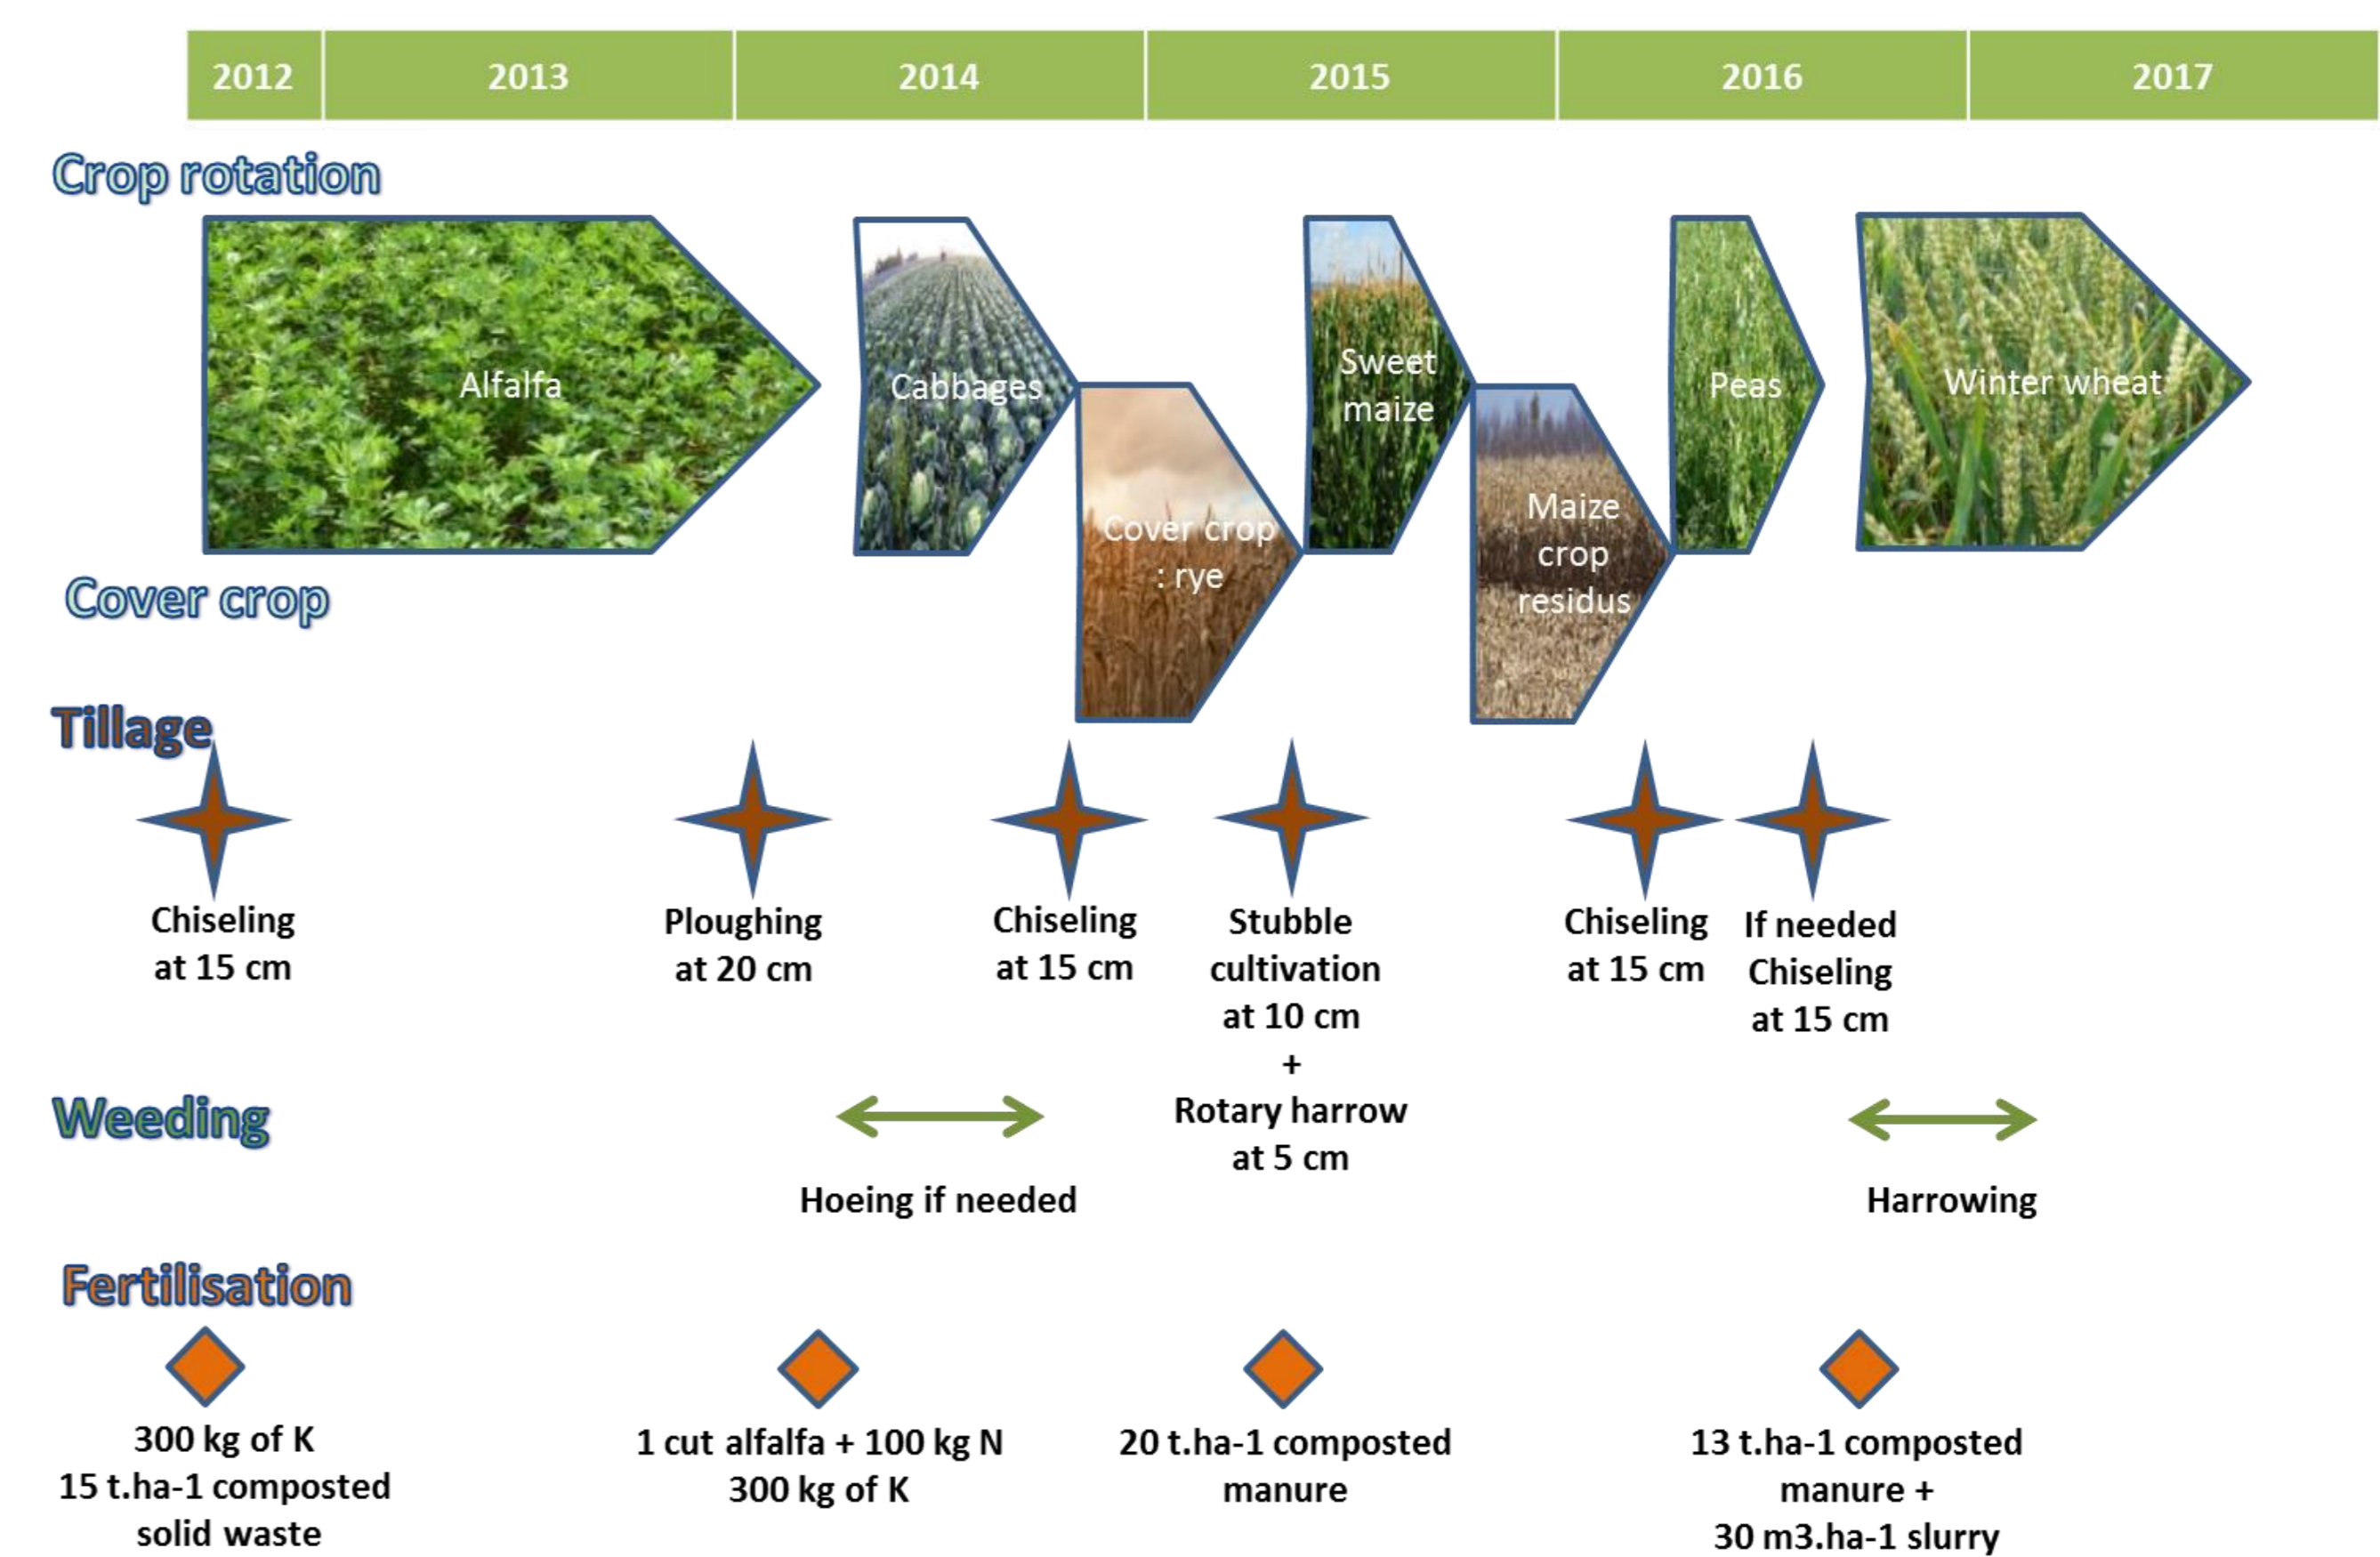 2012 2013 2014 2015 2016 2017
Crop rotation
Alfalfa
Cabbages
Cover crop
: rye
Sweet
maize
Maize
crop
residus
Peas
Winter wheat
Cover crop
Tillage
Chiseling
at 15 cm
Ploughing
at 20 cm
Chiseling
at 15 cm
Stubble
cultivation
at 10 cm
+
Rotary harrow
at 5 cm
Chiseling
at 15 cm
If needed
Chiseling
at 15 cm
Weeding
Hoeing if needed
Harrowing
Fertilisation
300 kg of K
15 t.ha-1 composted
solid waste
1 cut alfalfa + 100 kg N
300 kg of K
20 t.ha-1 composted
manure
13 t.ha-1 composted
manure +
30 m3.ha-1 slurry